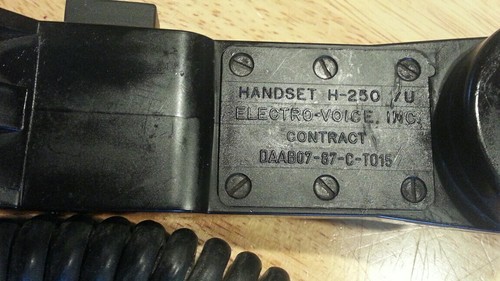 HANDSET H-250 /U
ELECTRO-VOICE, INC.
CONTRACT
DAAB07-87-C-T015